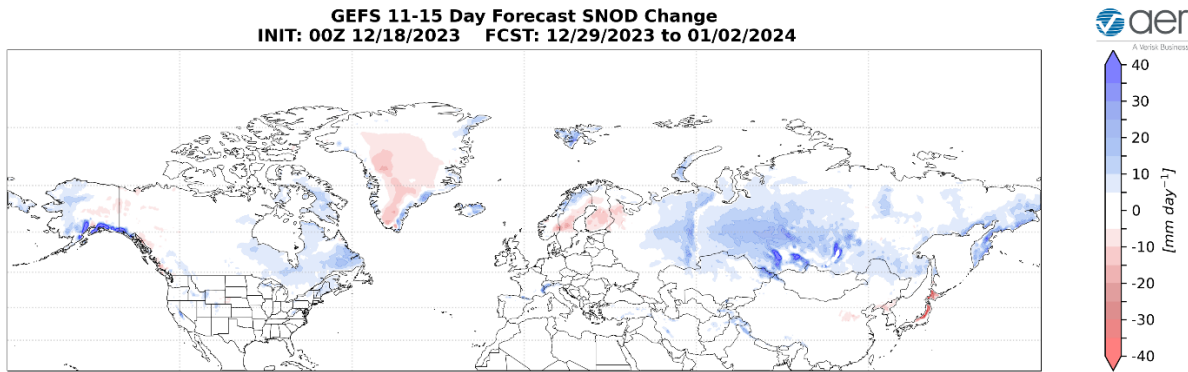 GEFS 11-15 Day Forecast SNOD Change
INIT: 00Z 12/18/2023 FCST: 12/29/2023 to 01/02/2024
aer
A Verisk Business
40
30
20
10
0
-10
-20
-30
-40
[mm day⁻¹]